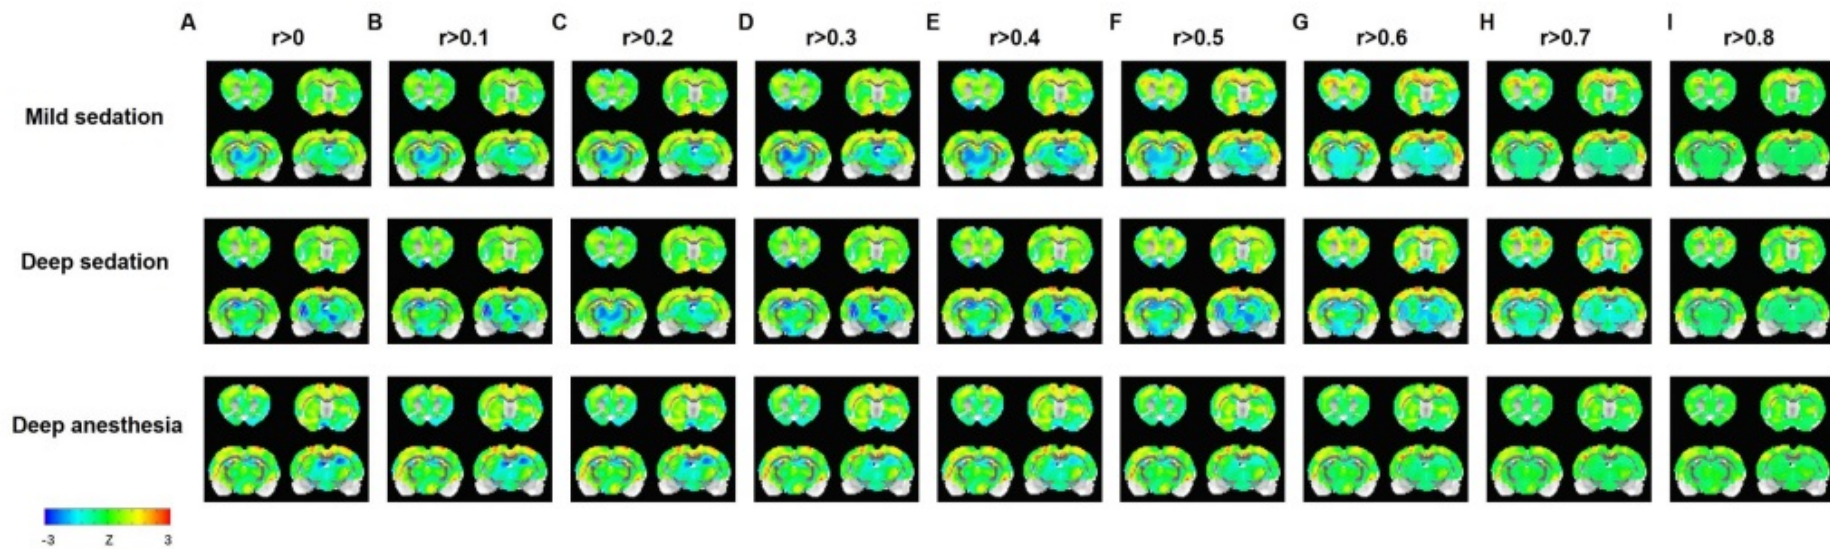 A B C D E F G H I
r>0 r>0.1 r>0.2 r>0.3 r>0.4 r>0.5 r>0.6 r>0.7 r>0.8
Mild sedation
Deep sedation
Deep anesthesia
-3 Z 3